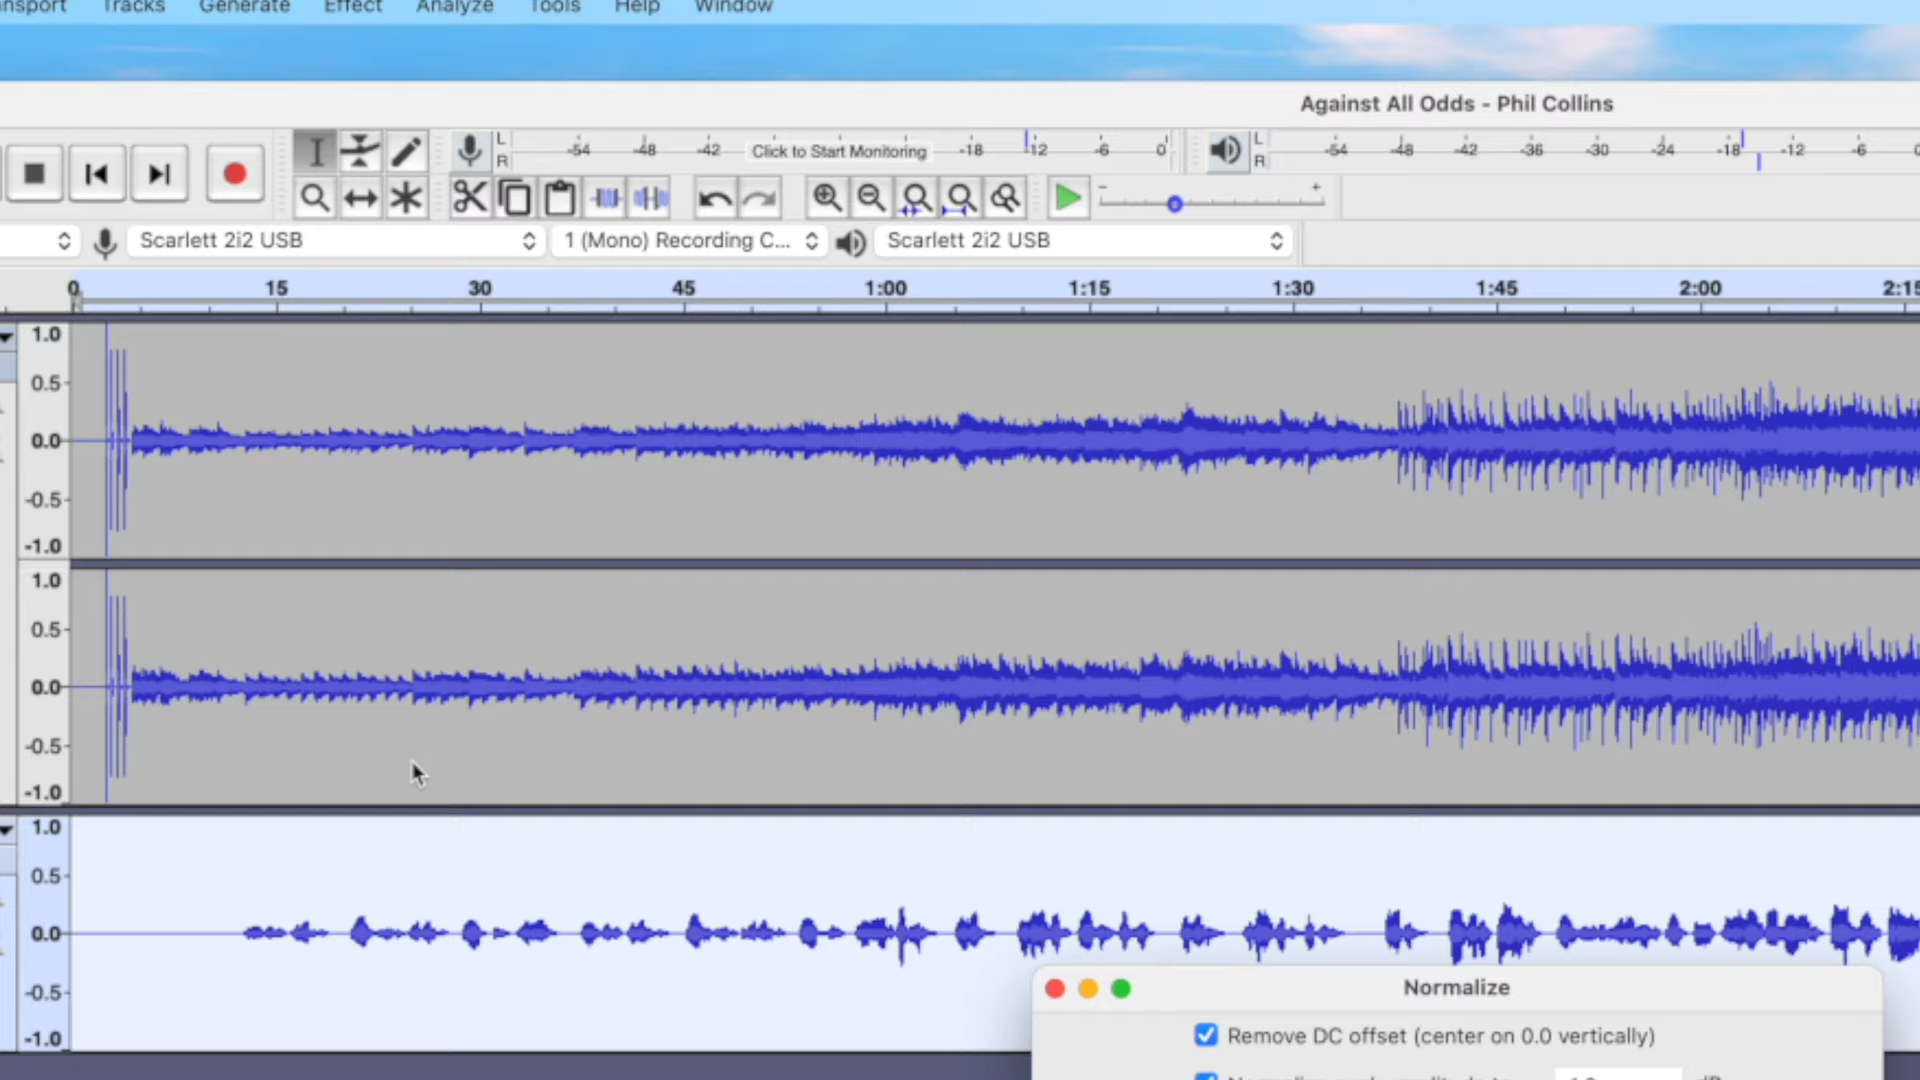 Tracks Generate Effect Analyze Tools Help Window
Against All Odds - Phil Collins
L
R
-54 -48 -42 Click to Start Monitoring -18 -12 -6 0
L
R
-54 -48 -42 -36 -30 -24 -18 -12 -6
- +
Scarlett 2i2 USB 1 (Mono) Recording C... Scarlett 2i2 USB
0 15 30 45 1:00 1:15 1:30 1:45 2:00 2:15
1.0
0.5
0.0
-0.5
-1.0
1.0
0.5
0.0
-0.5
-1.0
1.0
0.5
0.0
-0.5
-1.0
Normalize
Remove DC offset (center on 0.0 vertically)